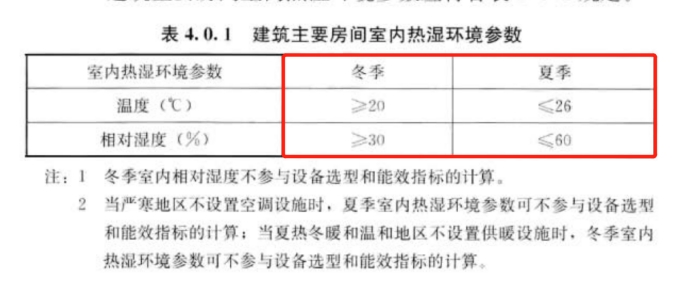 表 4.0.1 建筑主要房间室内热湿环境参数
室内热湿环境参数 冬季 夏季
温度（℃） ≥20 ≤26
相对湿度（%） ≥30 ≤60
注：1 冬季室内相对湿度不参与设备选型和能效指标的计算。
2 当严寒地区不设置空调设施时，夏季室内热湿环境参数可不参与设备选型
和能效指标的计算；当夏热冬暖和温和地区不设置供暖设施时，冬季室内
热湿环境参数可不参与设备选型和能效指标的计算。